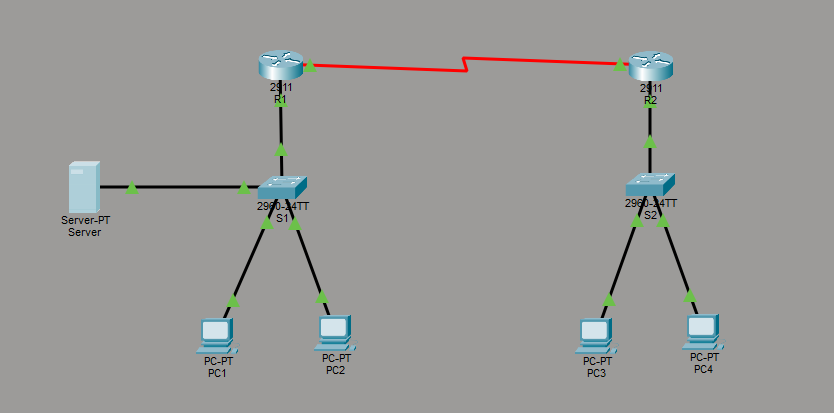 2911
R1
2911
R2
Server-PT
Server
2960-24TT
S1
2960-24TT
S2
PC-PT
PC1
PC-PT
PC2
PC-PT
PC3
PC-PT
PC4